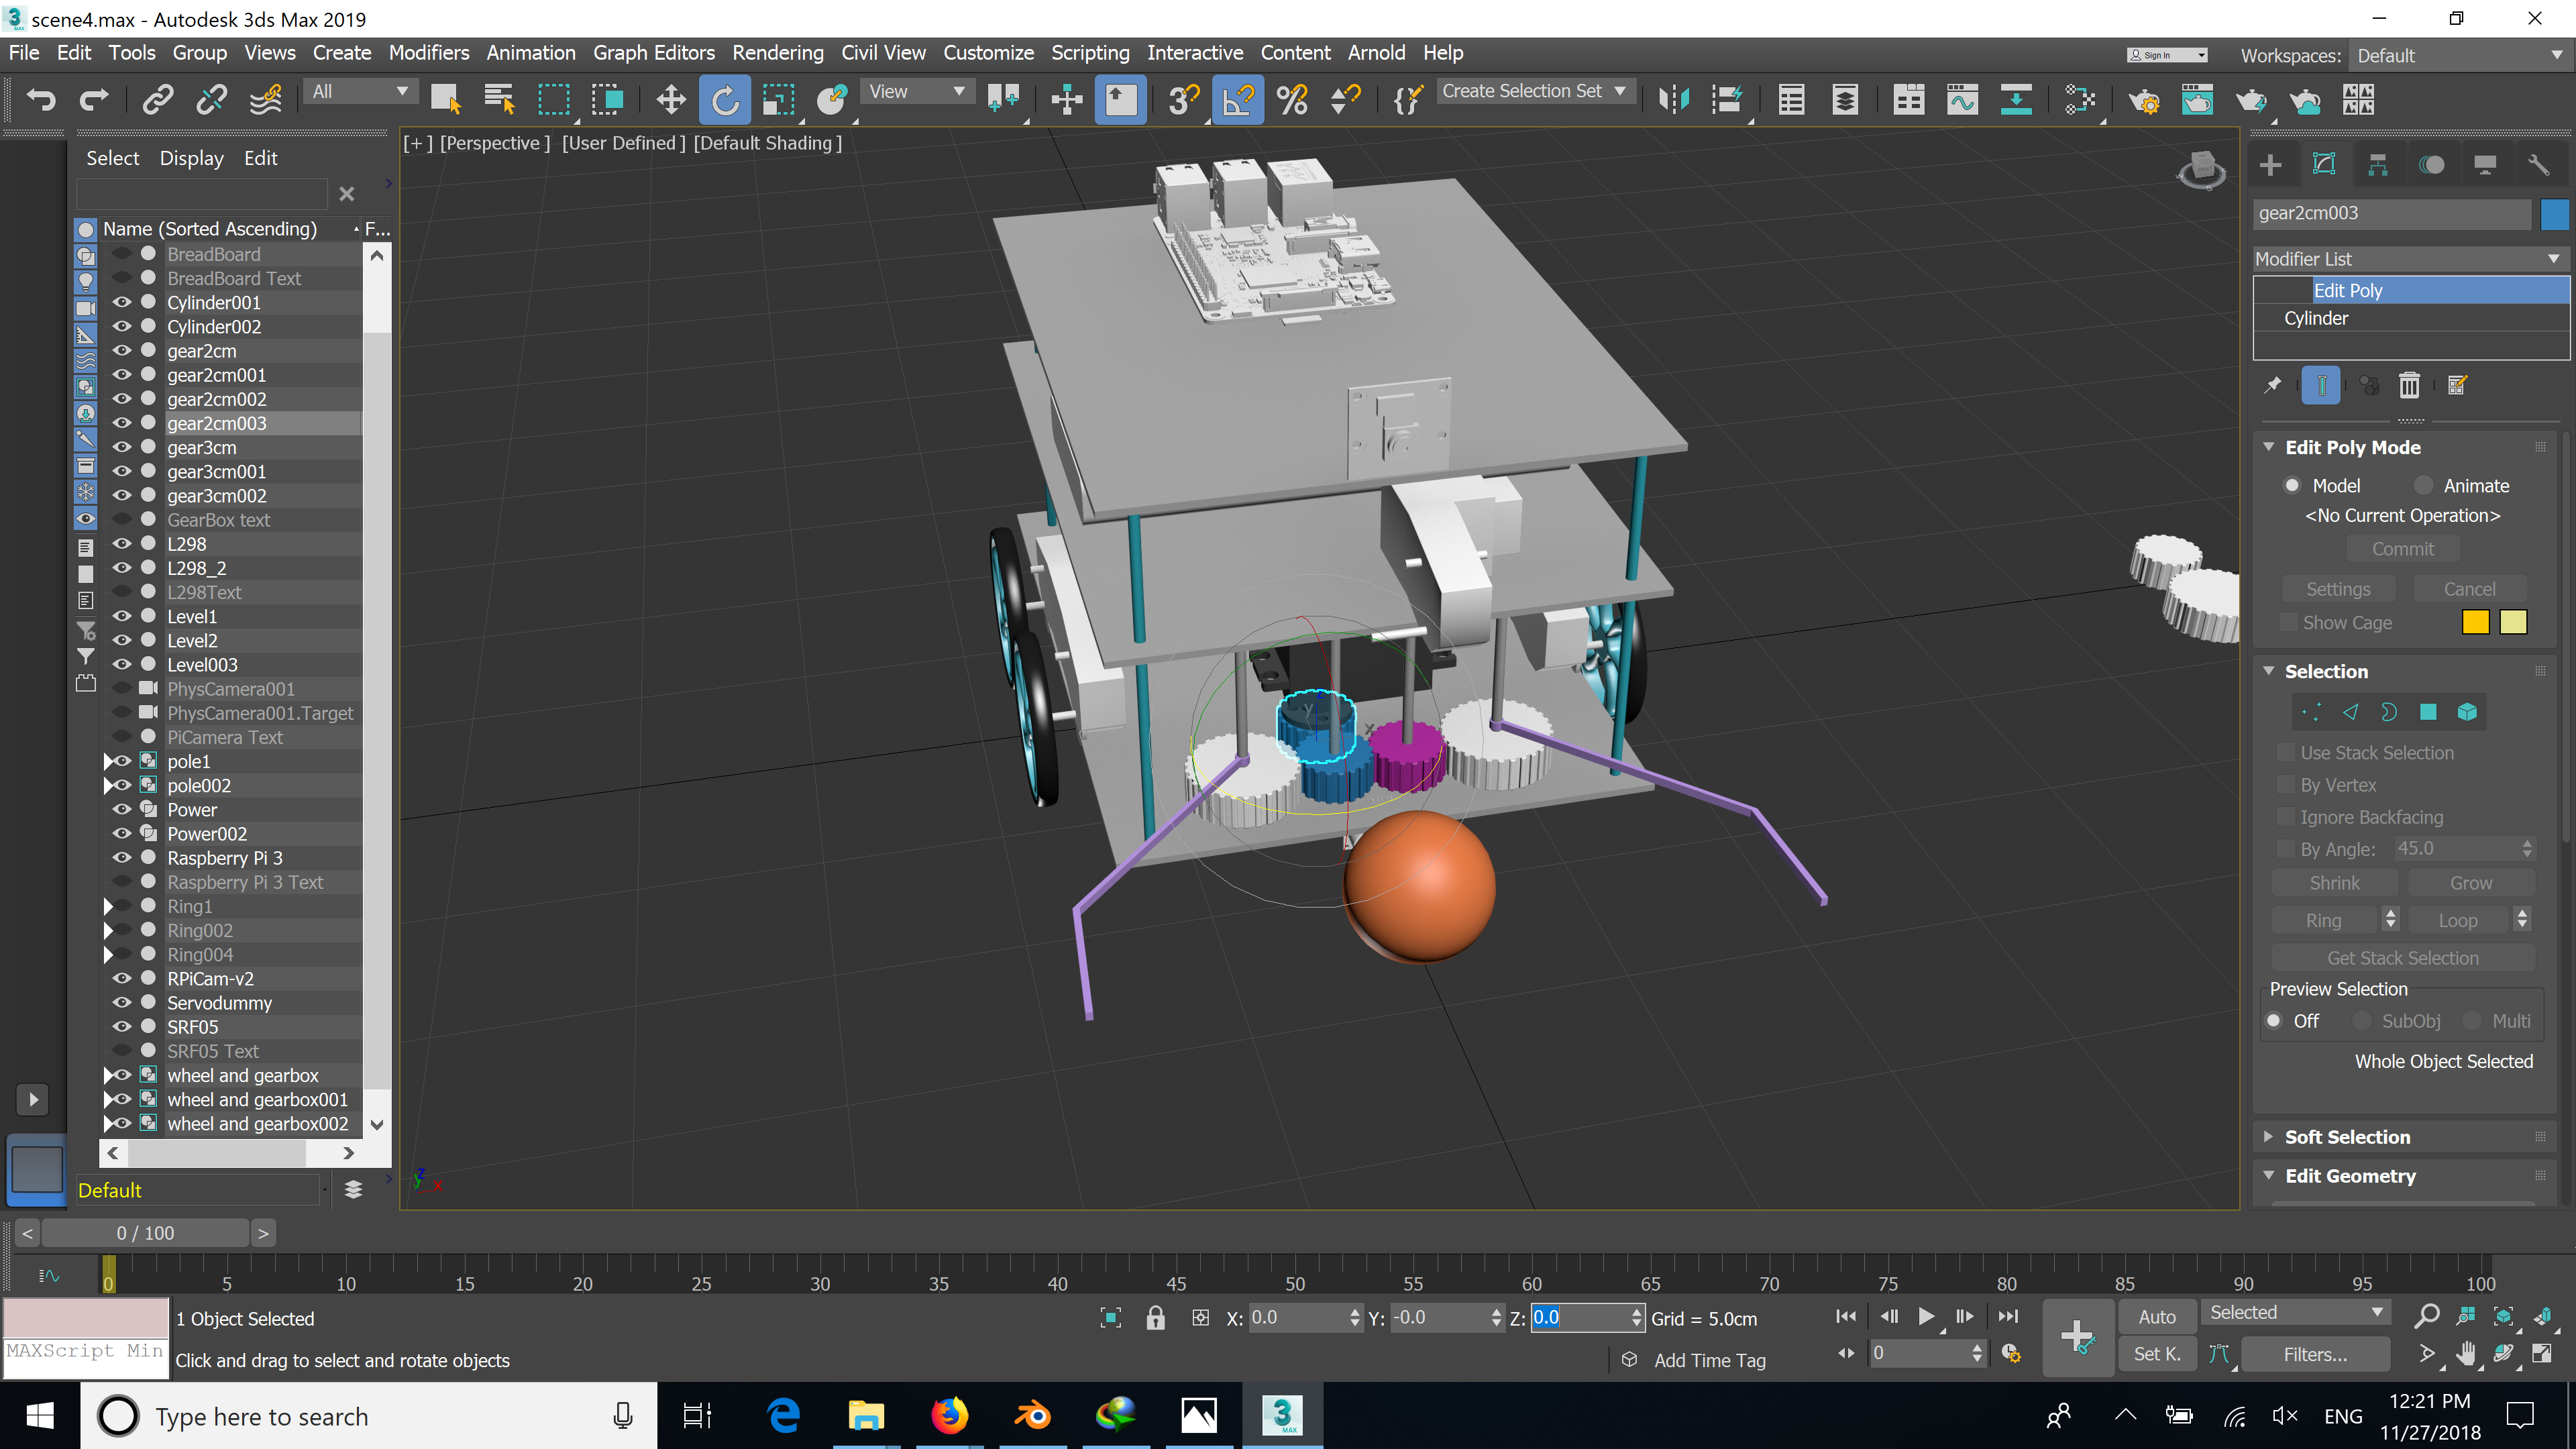 scene4.max - Autodesk 3ds Max 2019
File Edit Tools Group Views Create Modifiers Animation Graph Editors Rendering Civil View Customize Scripting Interactive Content Arnold Help
Sign In
Workspaces: Default
All
View
Create Selection Set
Select Display Edit
[+] [Perspective] [User Defined] [Default Shading]
Name (Sorted Ascending) F...
BreadBoard
BreadBoard Text
Cylinder001
Cylinder002
gear2cm
gear2cm001
gear2cm002
gear2cm003
gear3cm
gear3cm001
gear3cm002
GearBox text
L298
L298_2
L298Text
Level1
Level2
Level003
PhysCamera001
PhysCamera001.Target
PiCamera Text
pole1
pole002
Power
Power002
Raspberry Pi 3
Raspberry Pi 3 Text
Ring1
Ring002
Ring004
RPiCam-v2
Servodummy
SRF05
SRF05 Text
wheel and gearbox
wheel and gearbox001
wheel and gearbox002
Default
gear2cm003
Modifier List
Edit Poly
Cylinder
Edit Poly Mode
Model Animate
<No Current Operation>
Commit
Settings Cancel
Show Cage
Selection
Use Stack Selection
By Vertex
Ignore Backfacing
By Angle: 45.0
Shrink Grow
Ring Loop
Get Stack Selection
Preview Selection
Off SubObj Multi
Whole Object Selected
Soft Selection
Edit Geometry
< 0 / 100 >
0 5 10 15 20 25 30 35 40 45 50 55 60 65 70 75 80 85 90 95 100
1 Object Selected
X: 0.0 Y: -0.0 Z: 0.0 Grid = 5.0cm
Auto Selected
MAXScript Min
Click and drag to select and rotate objects
Add Time Tag
0
Set K. Filters...
Type here to search
3
MAX
ENG
12:21 PM
11/27/2018